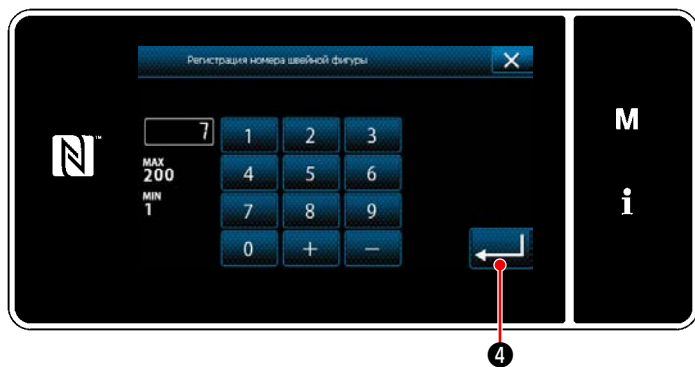 Регистрация номера швейной фигуры
7
1 2 3
MAX
200
4 5 6
MIN
1
7 8 9
0 + −
M
i
N
4